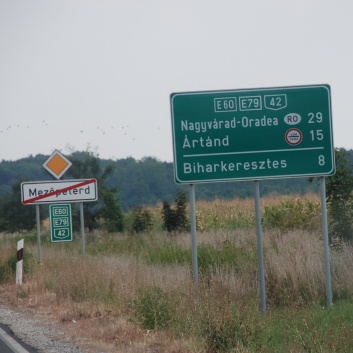 Mezőpeterd
E60
E79
42
E60 E79 42
Nagyvárad-Oradea RO 29
Ártánd 15
Biharkeresztes 8